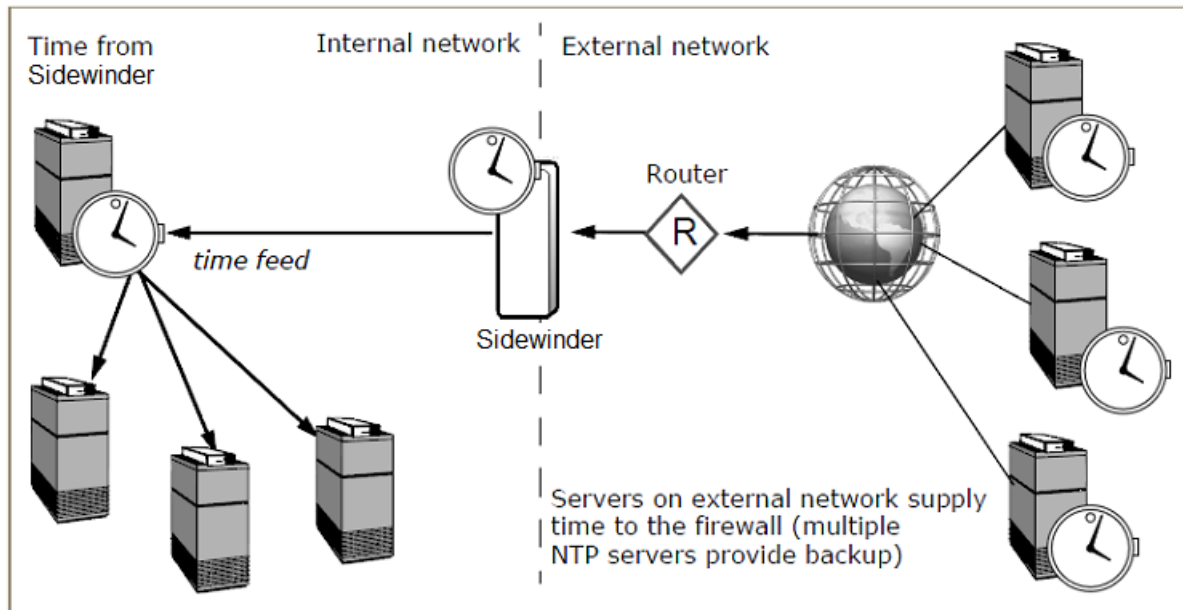 Time from
Sidewinder
Internal network
External network
Router
R
time feed
Sidewinder
Servers on external network supply
time to the firewall (multiple
NTP servers provide backup)